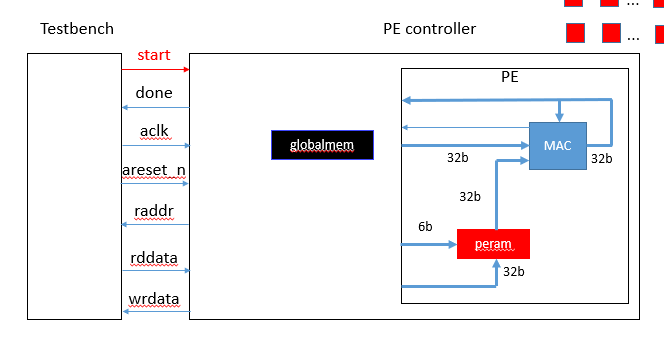 ...
Testbench
PE controller
...
start
PE
done
aclk
globalmem
MAC
32b
32b
areset_n
32b
raddr
6b
peram
rddata
32b
wrdata